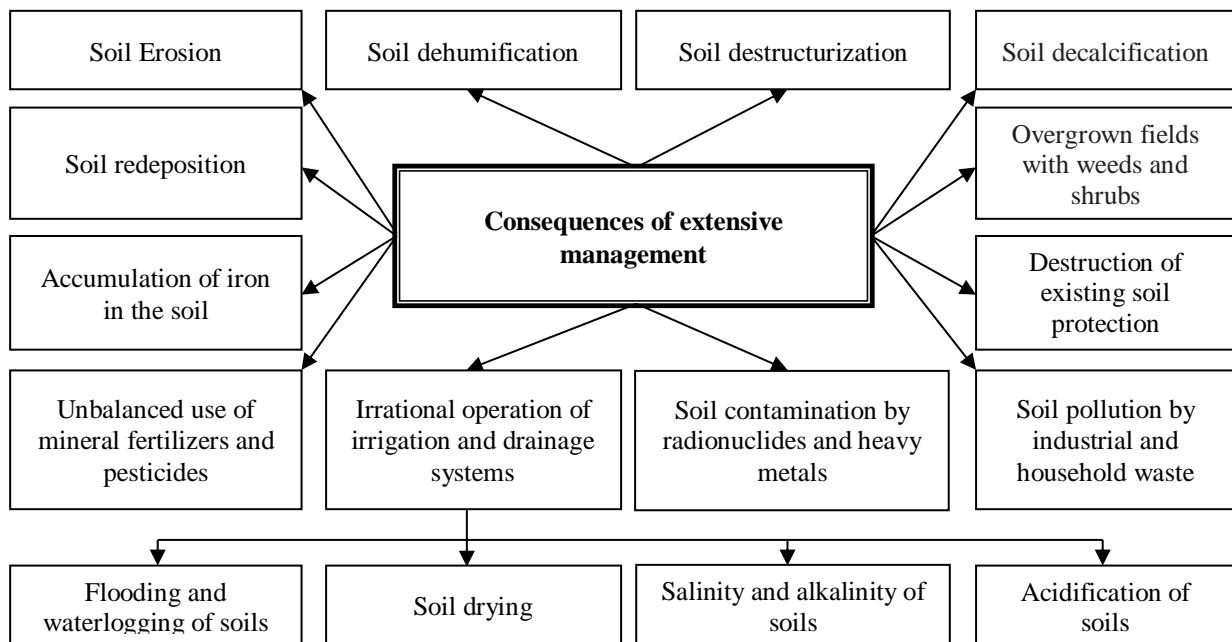 Soil Erosion
Soil dehumification
Soil destructurization
Soil decalcification
Soil redeposition
Consequences of extensive
management
Overgrown fields
with weeds and
shrubs
Accumulation of iron
in the soil
Destruction of
existing soil
protection
Unbalanced use of
mineral fertilizers and
pesticides
Irrational operation of
irrigation and drainage
systems
Soil contamination by
radionuclides and heavy
metals
Soil pollution by
industrial and
household waste
Flooding and
waterlogging of soils
Soil drying
Salinity and alkalinity of
soils
Acidification of
soils